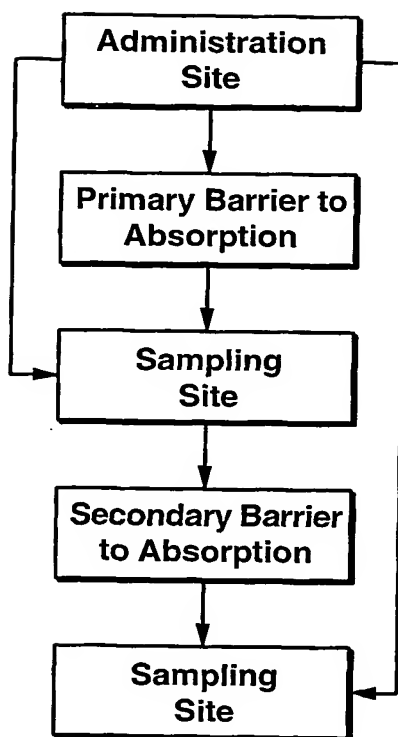 Administration
Site
Primary Barrier to
Absorption
Sampling
Site
Secondary Barrier
to Absorption
Sampling
Site